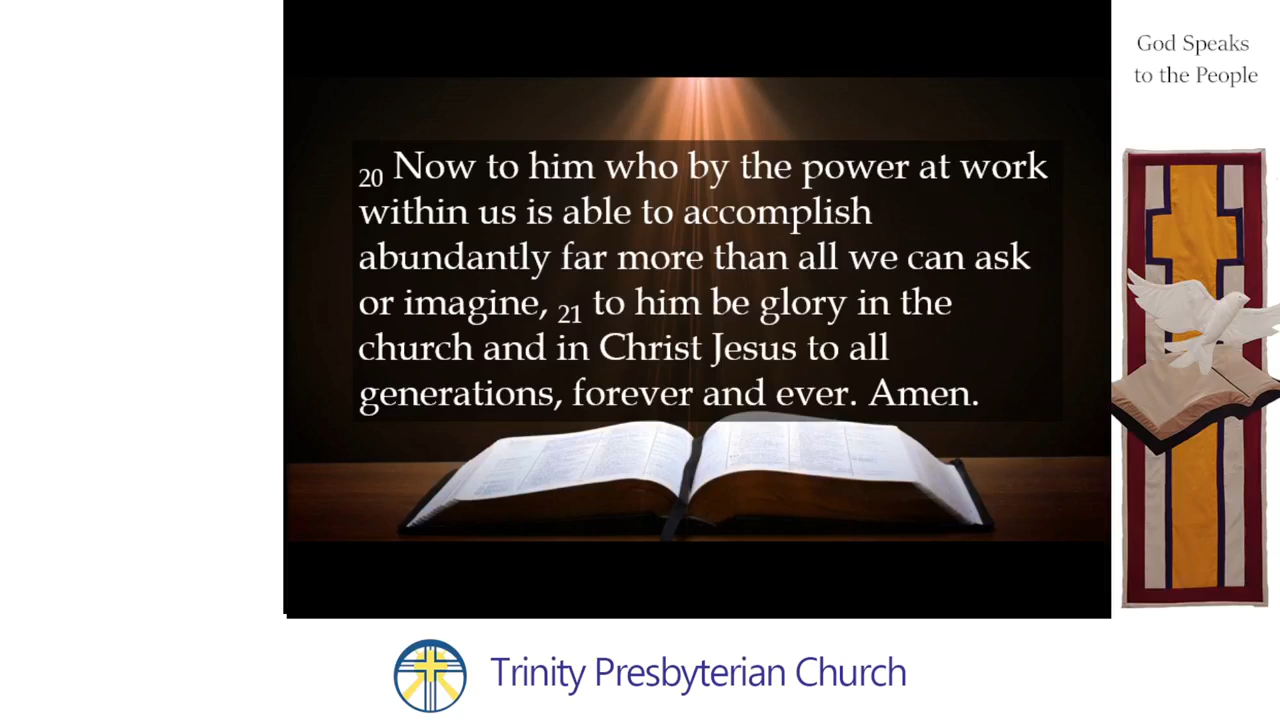 God Speaks
to the People
20 Now to him who by the power at work
within us is able to accomplish
abundantly far more than all we can ask
or imagine, 21 to him be glory in the
church and in Christ Jesus to all
generations, forever and ever. Amen.
Trinity Presbyterian Church